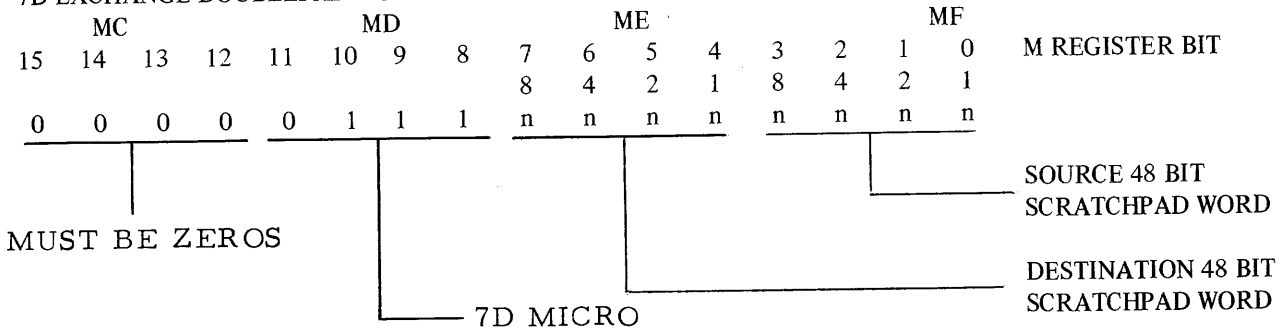 7D EXCHANGE
MC MD ME MF
15 14 13 12 11 10 9 8 7 6 5 4 3 2 1 0 M REGISTER BIT
8 4 2 1 8 4 2 1
0 0 0 0 0 1 1 1 n n n n n n n n
SOURCE 48 BIT
SCRATCHPAD WORD
MUST BE ZEROS
DESTINATION 48 BIT
SCRATCHPAD WORD
7D MICRO